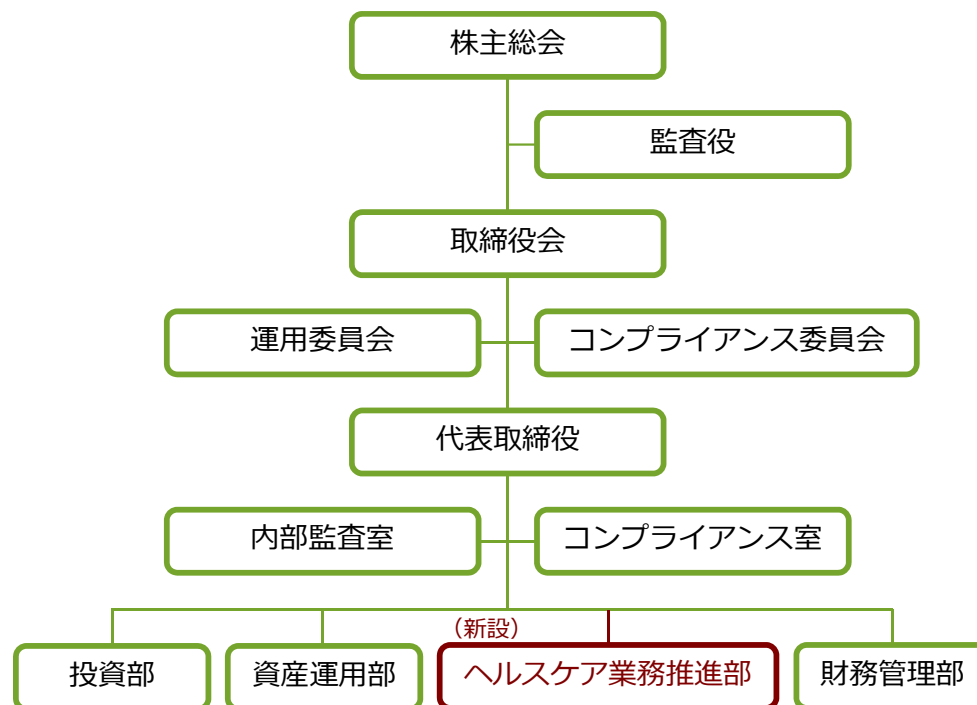 株主総会
監査役
取締役会
運用委員会
コンプライアンス委員会
代表取締役
内部監査室
コンプライアンス室
（新設）
投資部
資産運用部
ヘルスケア業務推進部
財務管理部